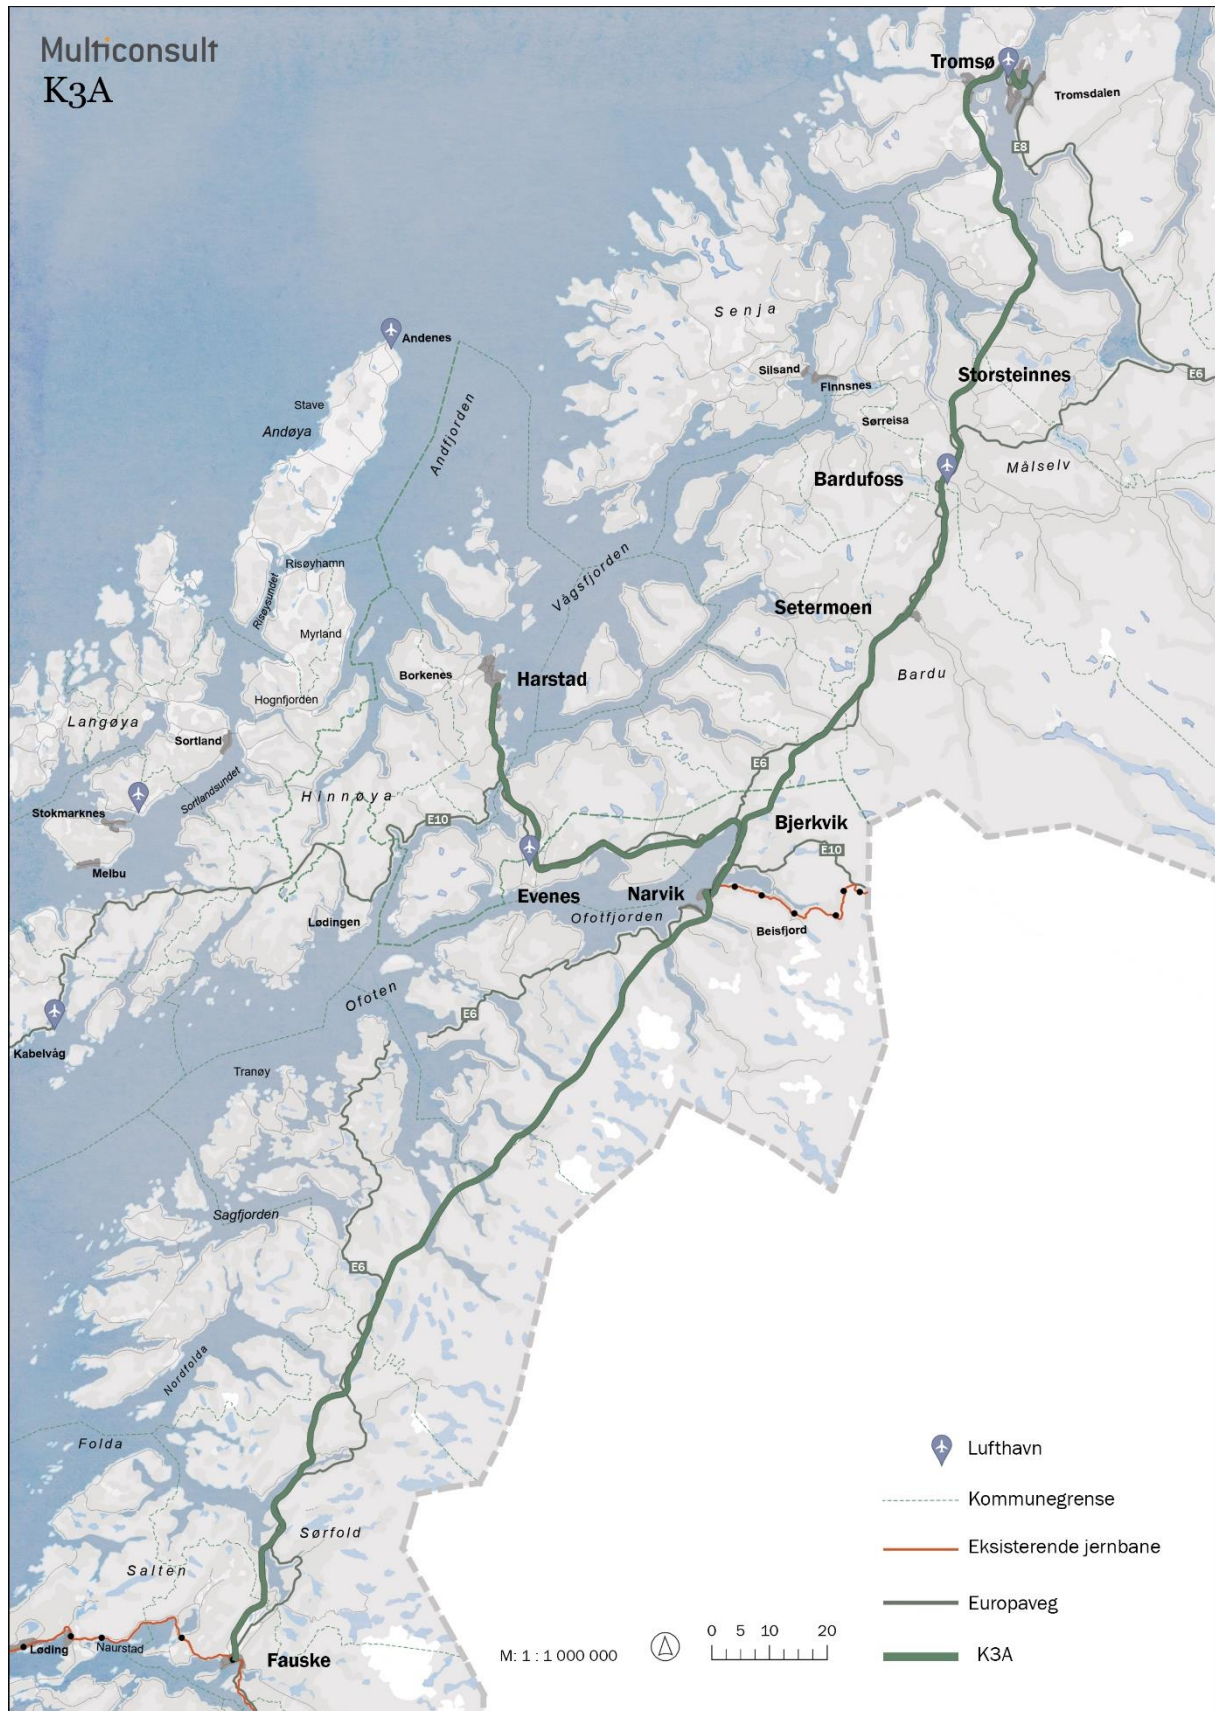 Multiconsult
K3A
Tromsø
Tromsdalen
E8
Senja
Andenes
Silsand
FInnsnes
Storsteinnes
E6
Stave
Andøya
Andfjorden
Sørreisa
Målselv
Bardufoss
Risøyhamn
Risøysundet
Vågsfjorden
Setermoen
Myrland
Borkenes
Harstad
Bardu
Hognfjorden
Langøya
Sortland
Sortlandsundet
E6
Hinnøya
Stokmarknes
E10
Bjerkvik
E10
Melbu
Evenes
Narvik
Ofotfjorden
Lødingen
Beisfjord
Ofoten
E6
Kabelvåg
Tranøy
Sagfjorden
E6
Nordfolda
Folda
Lufthavn
Kommunegrense
Sørfold
Eksisterende jernbane
Salten
Europaveg
Løding
Naurstad
Fauske
M: 1 : 1 000 000
0 5 10 20
K3A